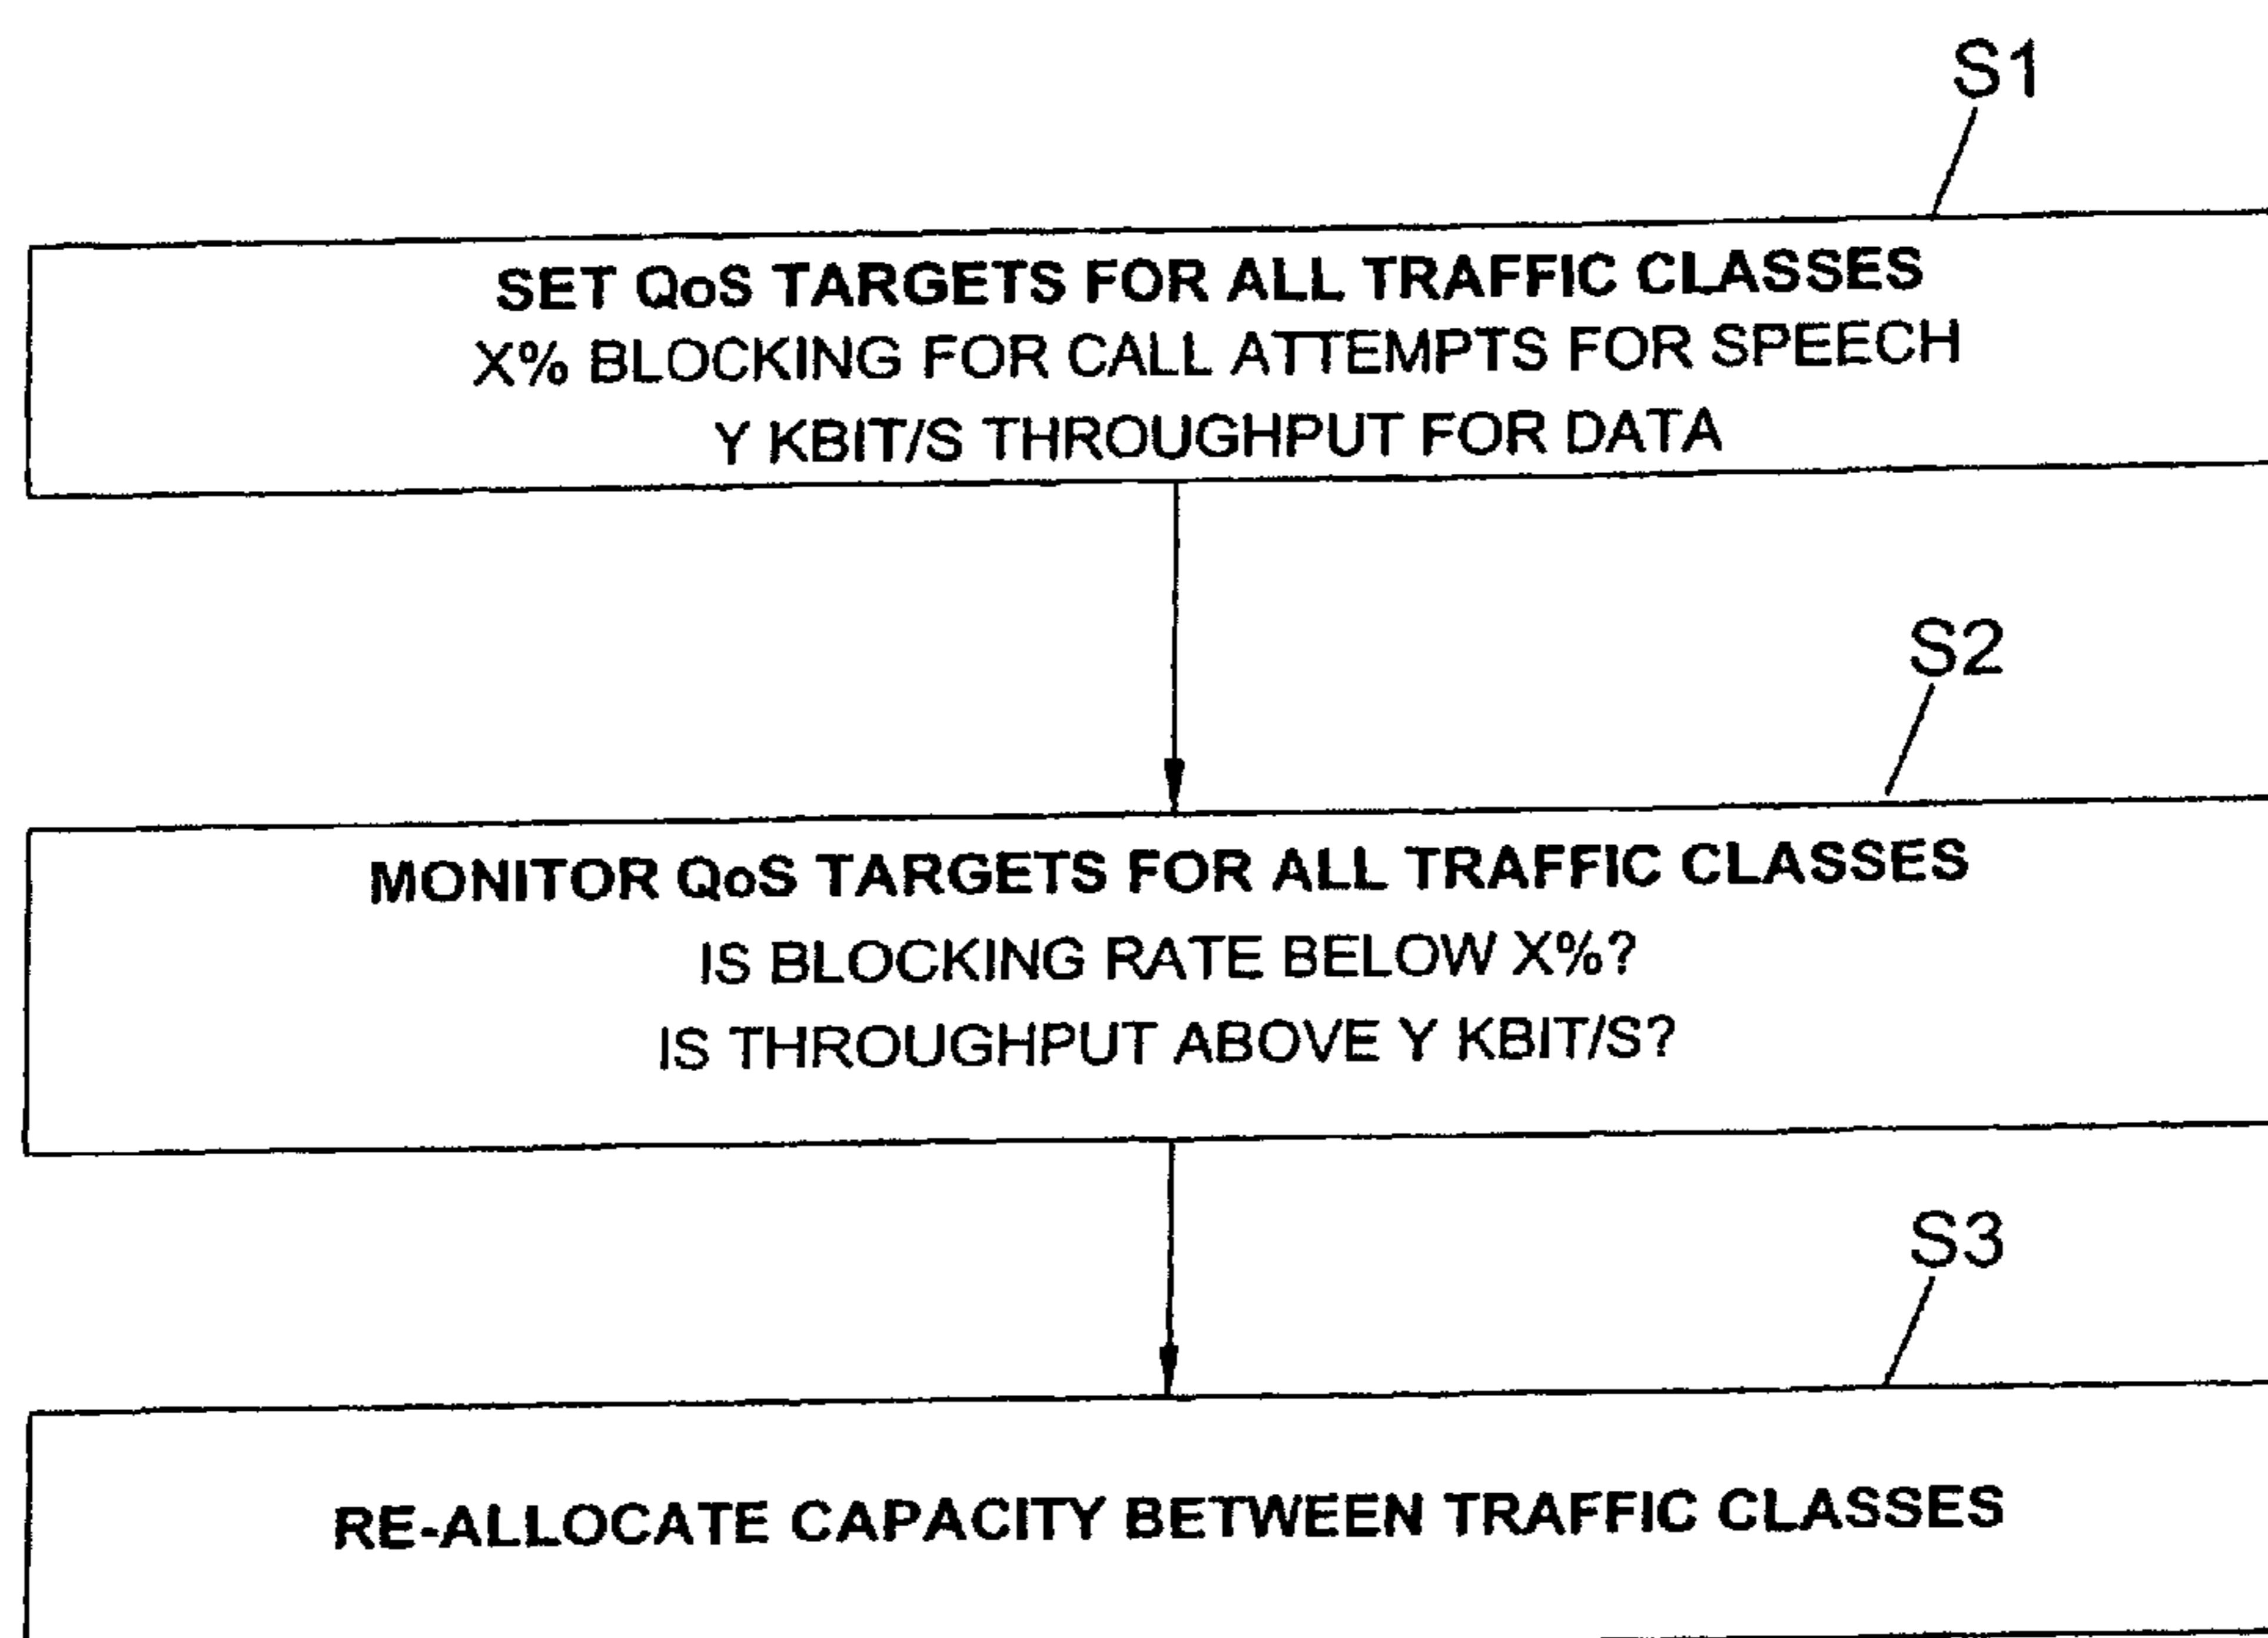 S1
SET QoS TARGETS FOR ALL TRAFFIC CLASSES
X% BLOCKING FOR CALL ATTEMPTS FOR SPEECH
Y KBIT/S THROUGHPUT FOR DATA
S2
MONITOR QoS TARGETS FOR ALL TRAFFIC CLASSES
IS BLOCKING RATE BELOW X%?
IS THROUGHPUT ABOVE Y KBIT/S?
S3
RE-ALLOCATE CAPACITY BETWEEN TRAFFIC CLASSES